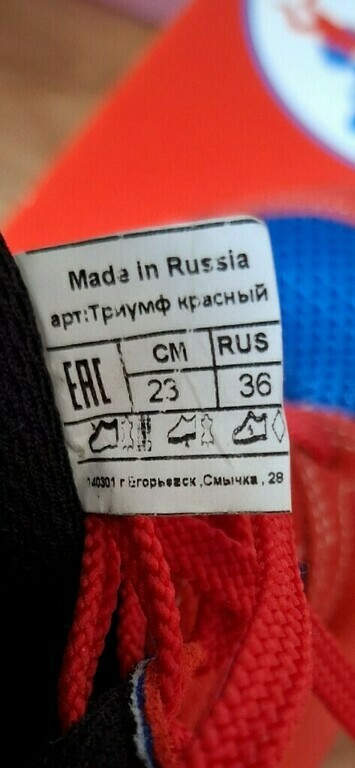 Made in Russia
арт:Триумф красный
EAC
CM RUS
23 36
140301 г Егорьевск ,Смычка , 28